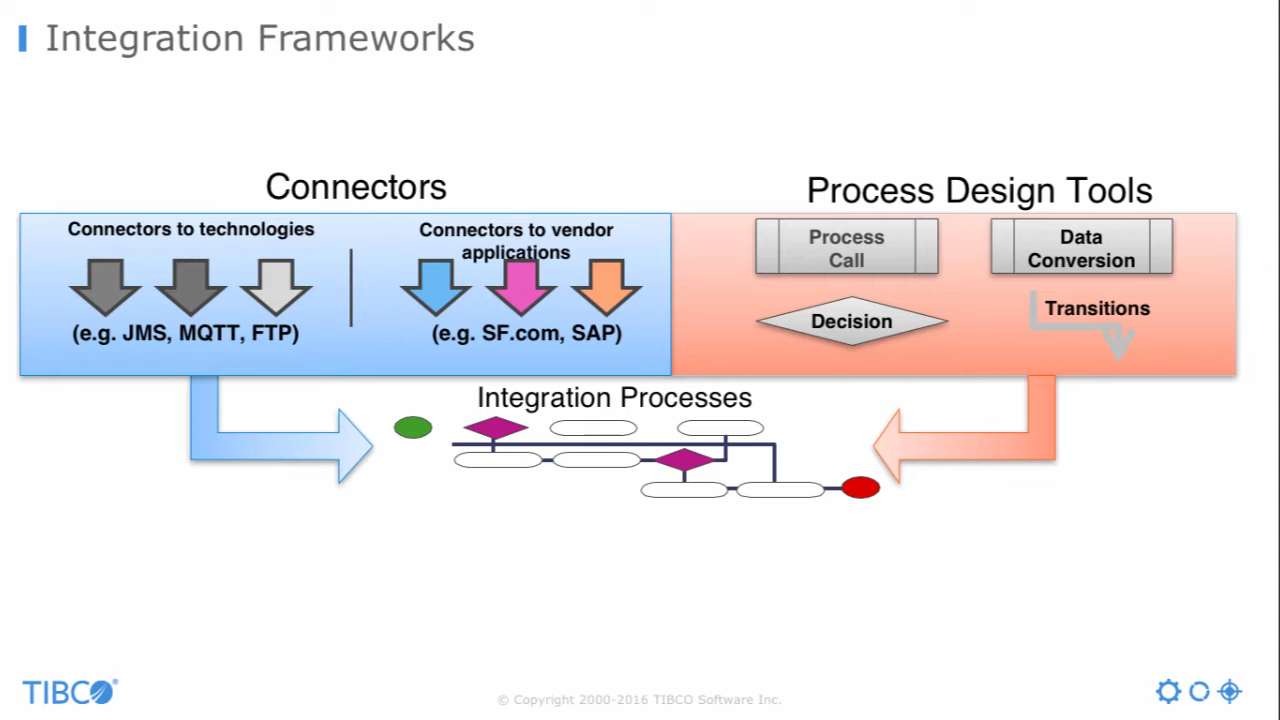 Integration Frameworks
Connectors
Process Design Tools
Connectors to technologies
(e.g. JMS, MQTT, FTP)
Connectors to vendor
applications
(e.g. SF.com, SAP)
Process
Call
Data
Conversion
Decision
Transitions
Integration Processes
TIBCO®
© Copyright 2000-2016 TIBCO Software Inc.